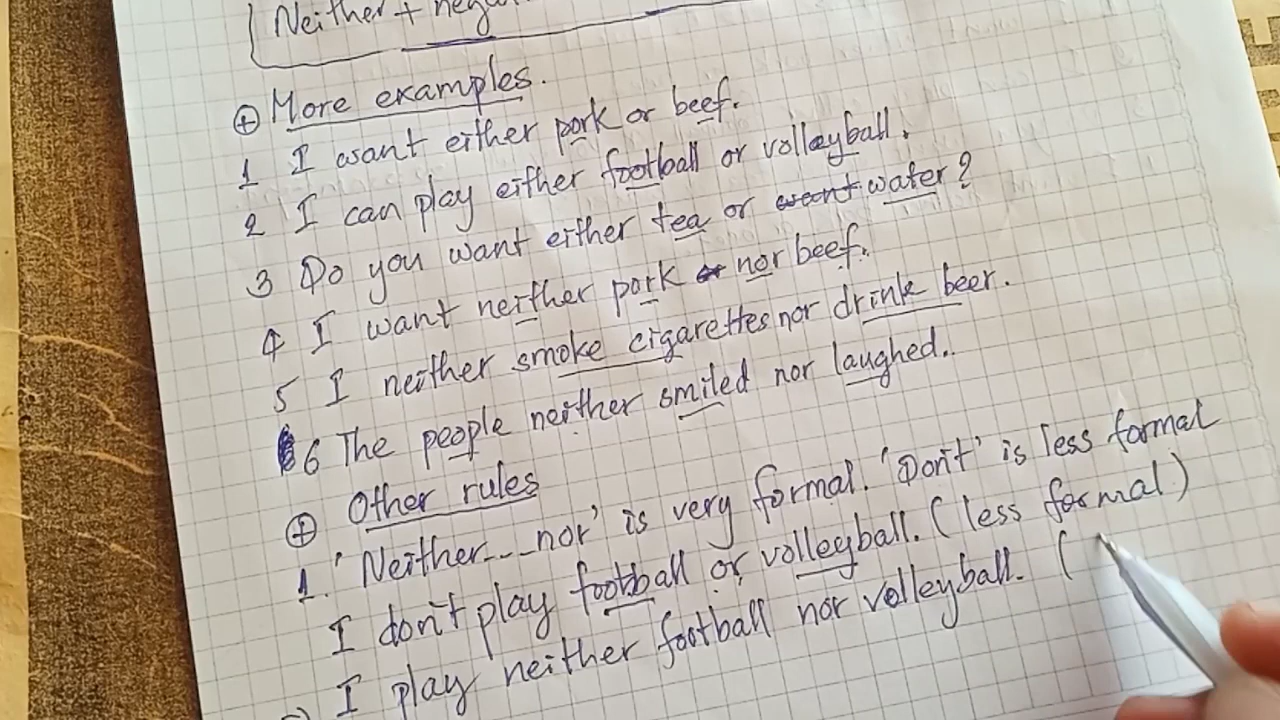 Neither +
⊕ More examples.
1 I want either pork or beef.
2 I can play either football or volleyball.
3 Do you want either tea or want water?
4 I want neither pork or nor beef.
5 I neither smoke cigarettes nor drink beer.
6 The people neither smiled nor laughed.
⊕ Other rules
1. 'Neither---nor' is very formal. 'Don't' is less formal
I don't play football or volleyball. (less formal)
I play neither football nor volleyball. (